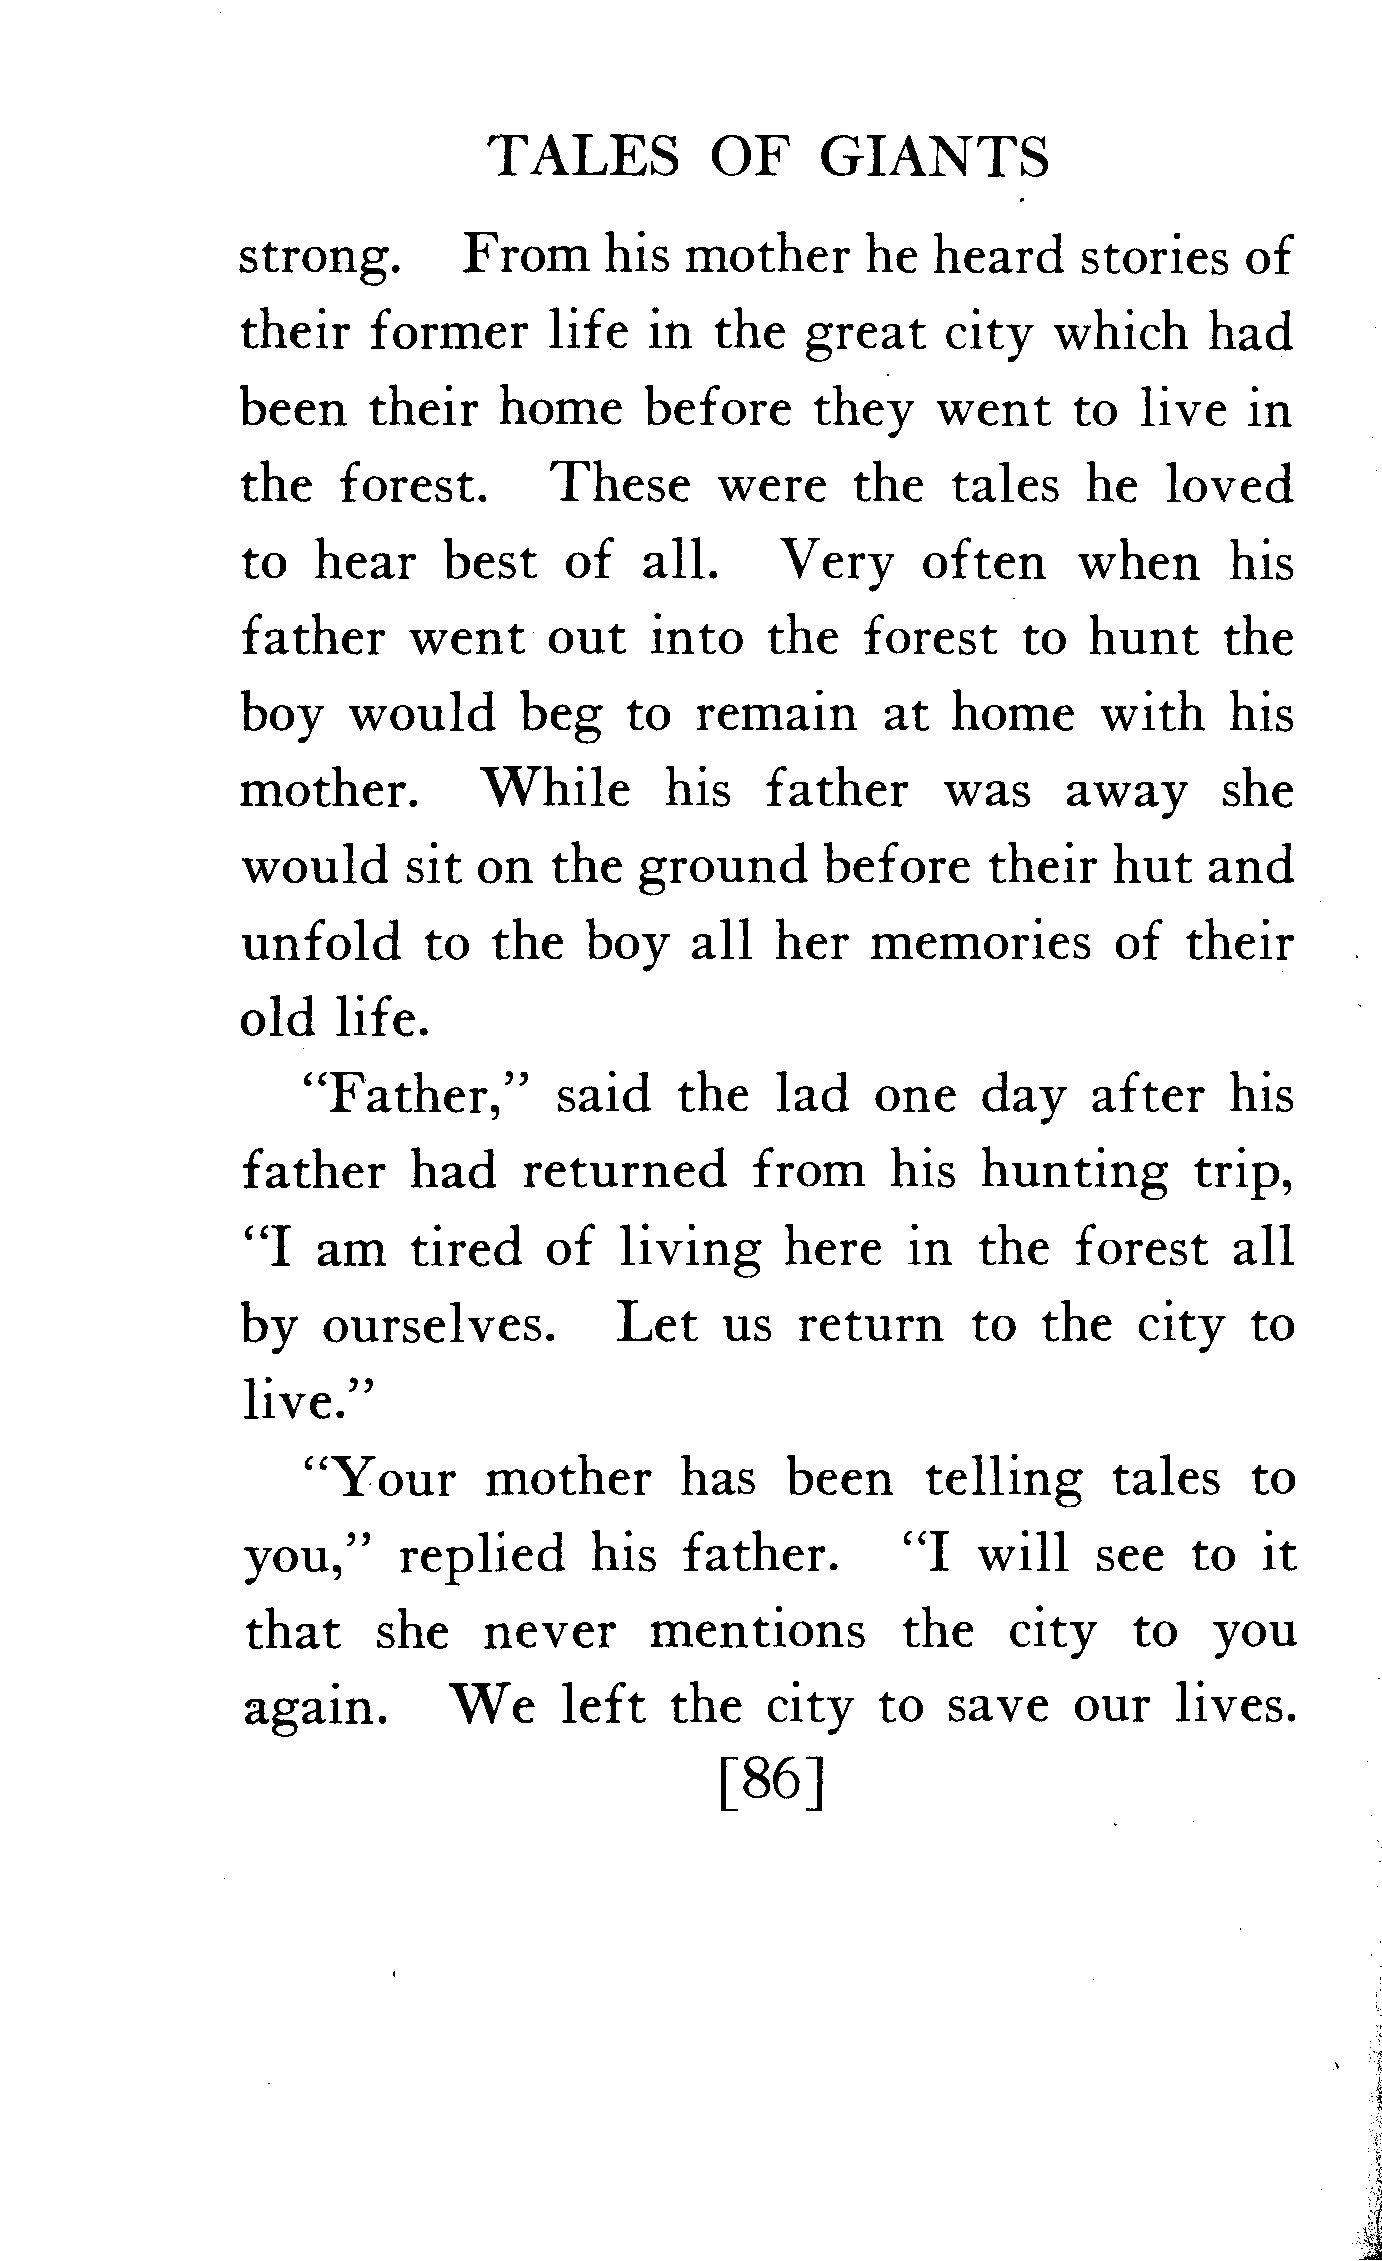 TALES OF GIANTS
strong. From his mother he heard stories of
their former life in the great city which had
been their home before they went to live in
the forest. These were the tales he loved
to hear best of all. Very often when his
father went out into the forest to hunt the
boy would beg to remain at home with his
mother. While his father was away she
would sit on the ground before their hut and
unfold to the boy all her memories of their
old life.
"Father," said the lad one day after his
father had returned from his hunting trip,
"I am tired of living here in the forest all
by ourselves. Let us return to the city to
live."
"Your mother has been telling tales to
you," replied his father. "I will see to it
that she never mentions the city to you
again. We left the city to save our lives.
[86]